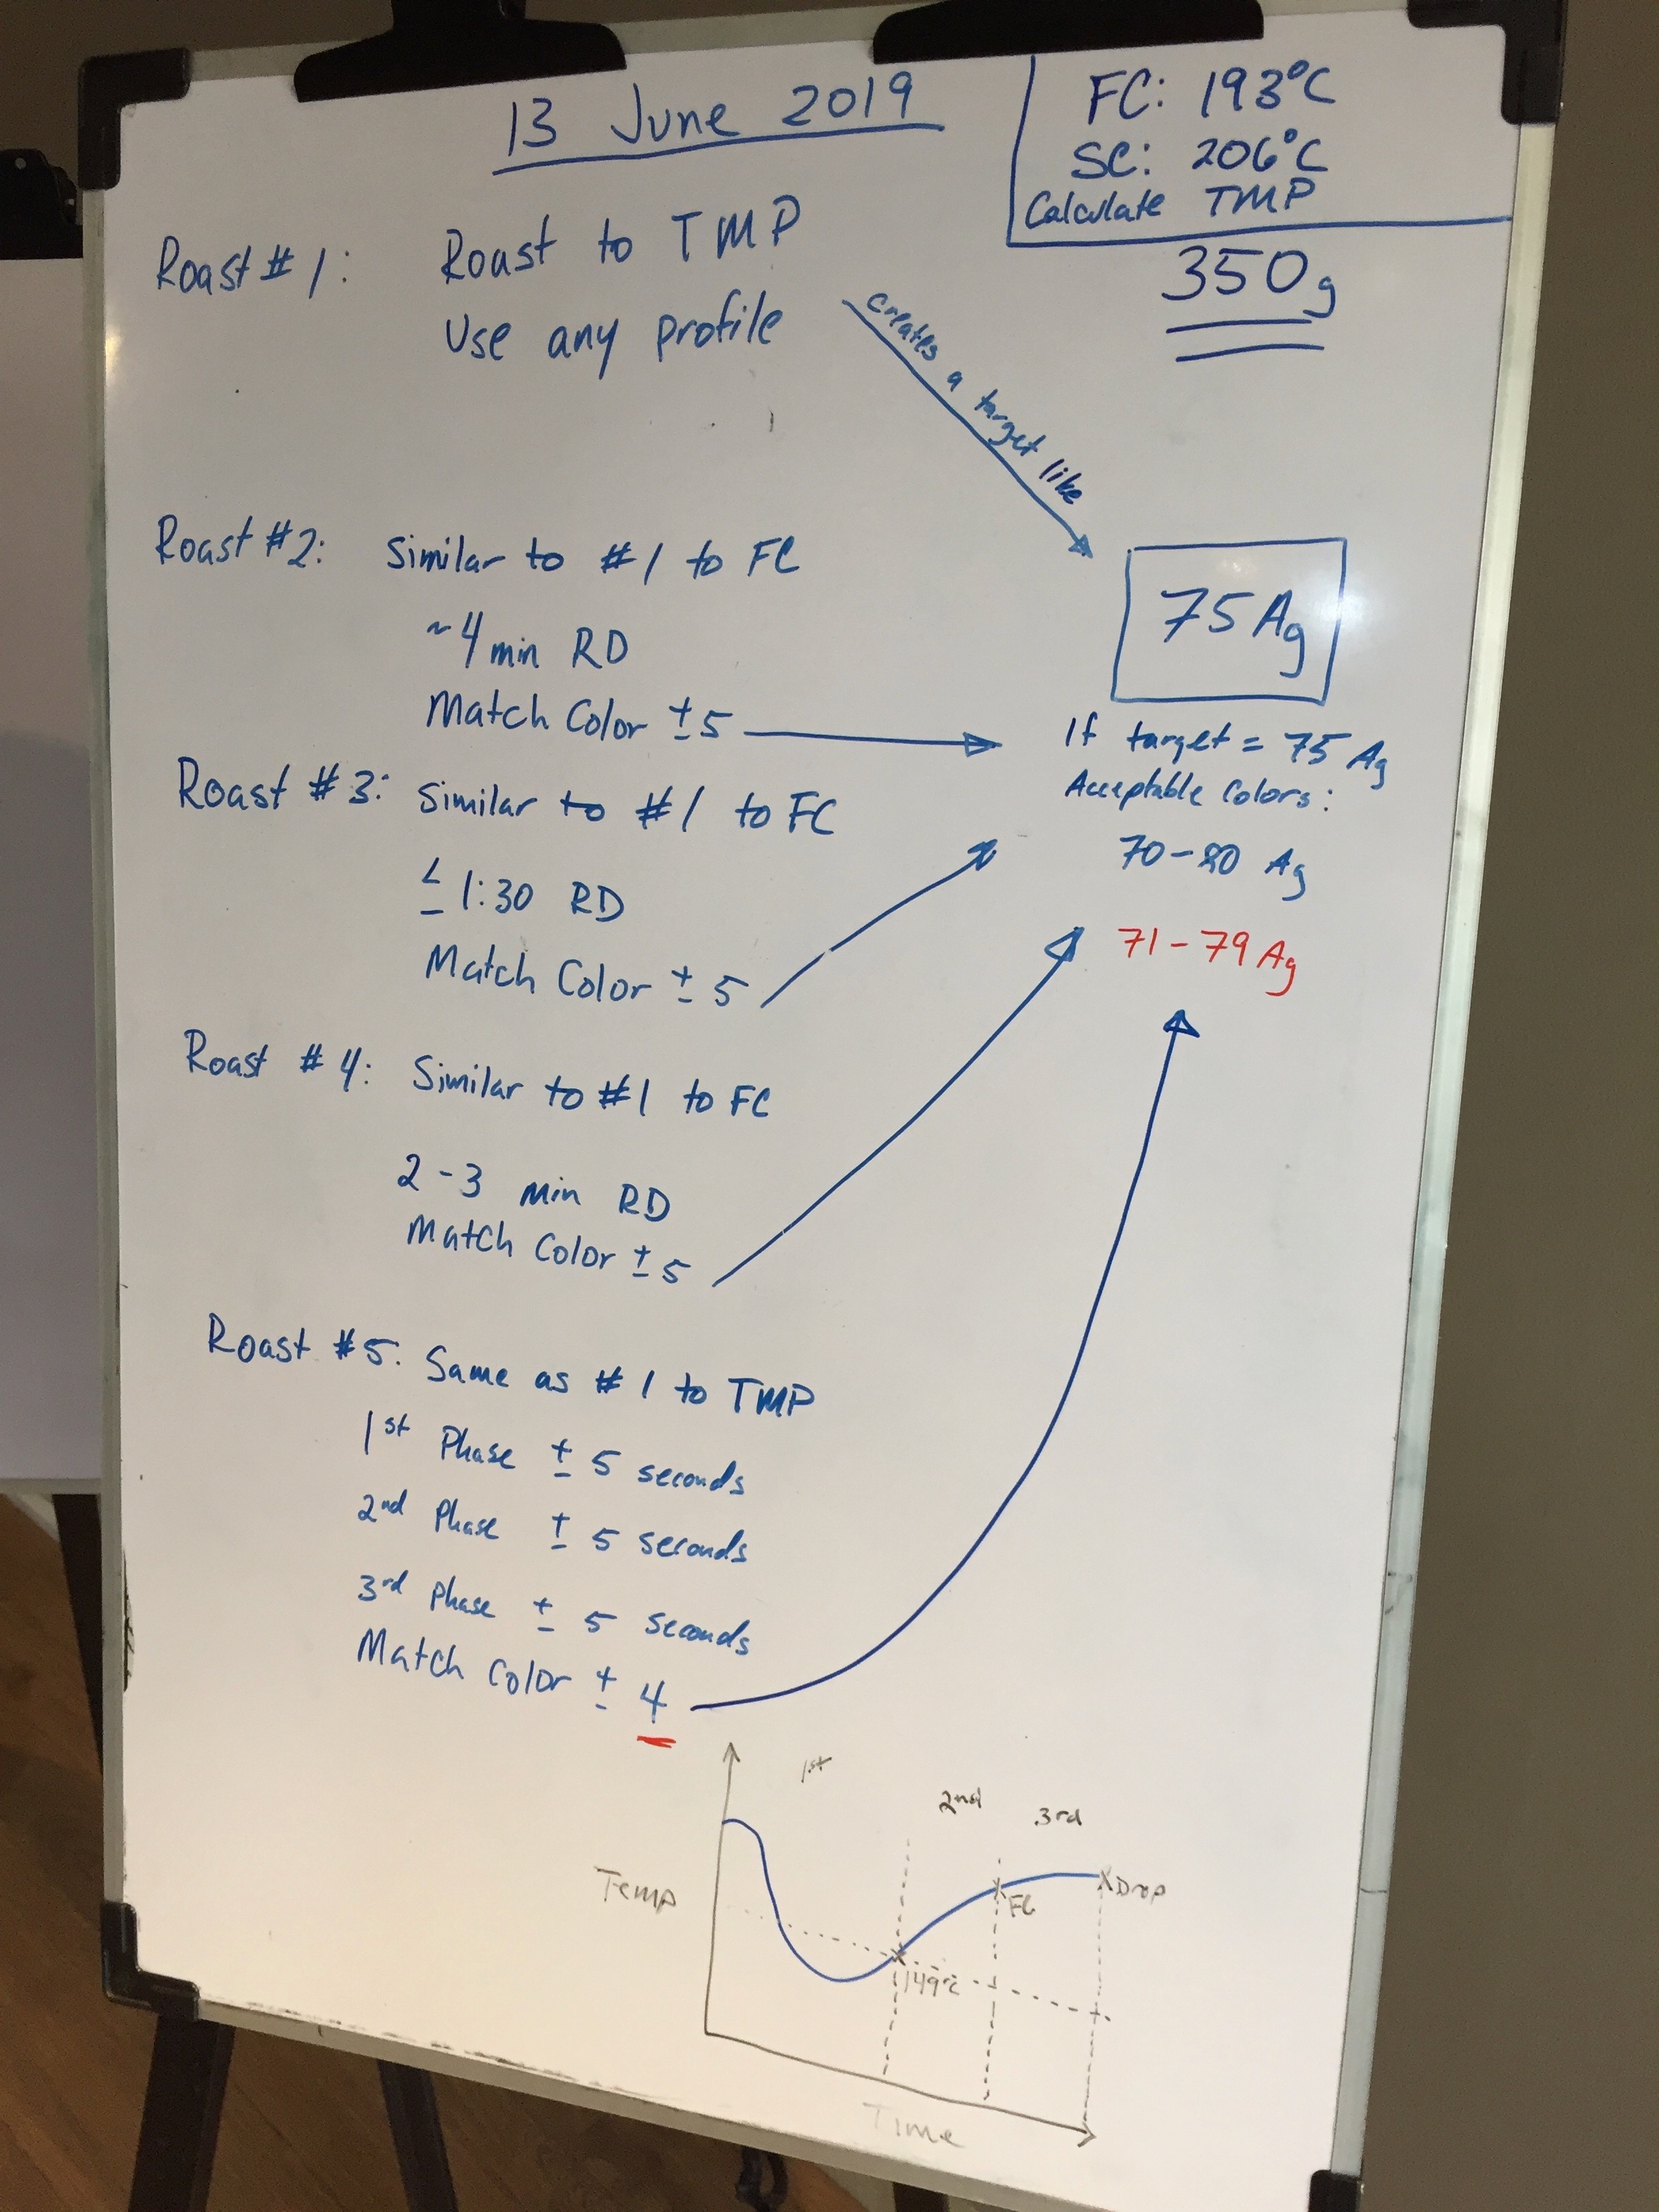 13 June 2019
FC: 193°C
SC: 206°C
Calculate TMP
350g
Roast #1: Roast to TMP
Use any profile
creates a target like
75 Ag
Roast #2: Similar to #1 to FC
~4 min RD
Match Color ±5
If target = 75 Ag
Acceptable Colors:
70-80 Ag
71-79 Ag
Roast #3: Similar to #1 to FC
≤ 1:30 RD
Match Color ±5
Roast #4: Similar to #1 to FC
2-3 min RD
Match Color ±5
Roast #5. Same as #1 to TMP
1st Phase ± 5 seconds
2nd Phase ± 5 seconds
3rd Phase ± 5 seconds
Match Color ± 4
1st
2nd
3rd
Temp
FC
Drop
149°C
Time